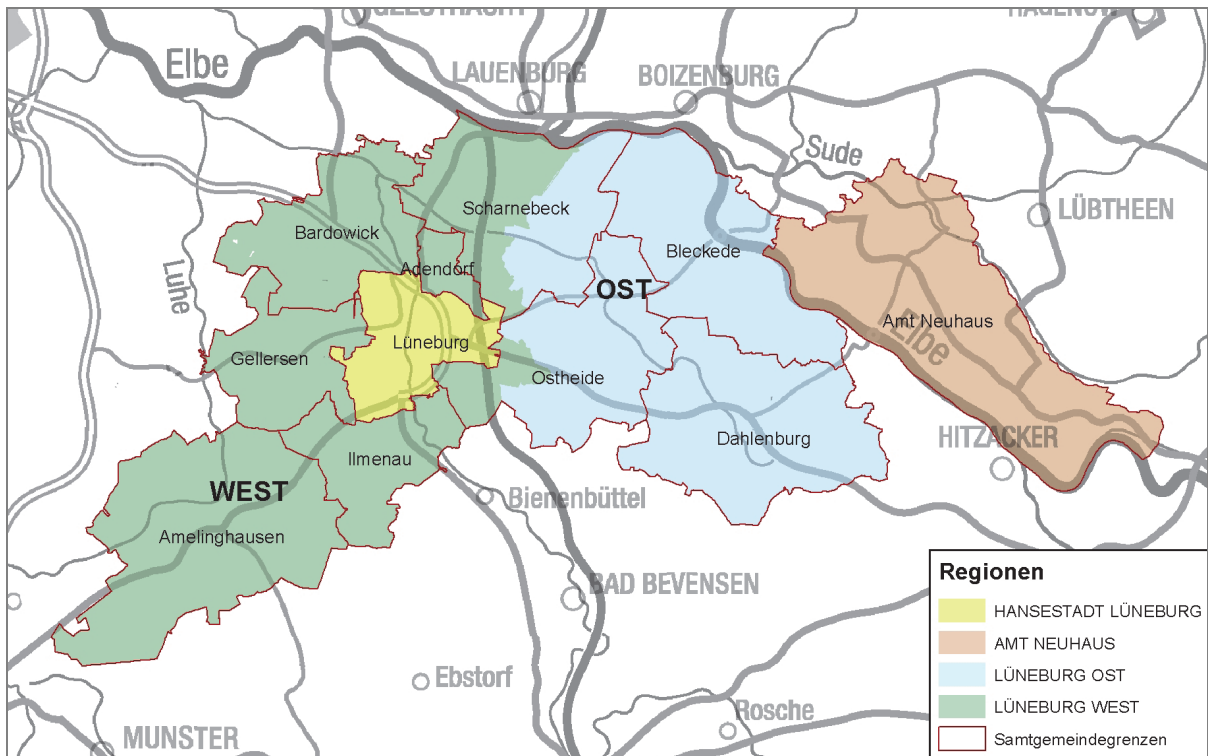 GEESTHACHT
HAGENOW
Elbe
LAUENBURG
BOIZENBURG
Sude
LÜBTHEEN
Scharnebeck
Bardowick
Bleckede
Adendorf
Luhe
OST
Amt Neuhaus
Elbe
Lüneburg
Gellersen
Ostheide
Dahlenburg
HITZACKER
Ilmenau
WEST
Bienenbüttel
Amelinghausen
BAD BEVENSEN
Ebstorf
Rosche
MUNSTER
Regionen
HANSESTADT LÜNEBURG
AMT NEUHAUS
LÜNEBURG OST
LÜNEBURG WEST
Samtgemeindegrenzen